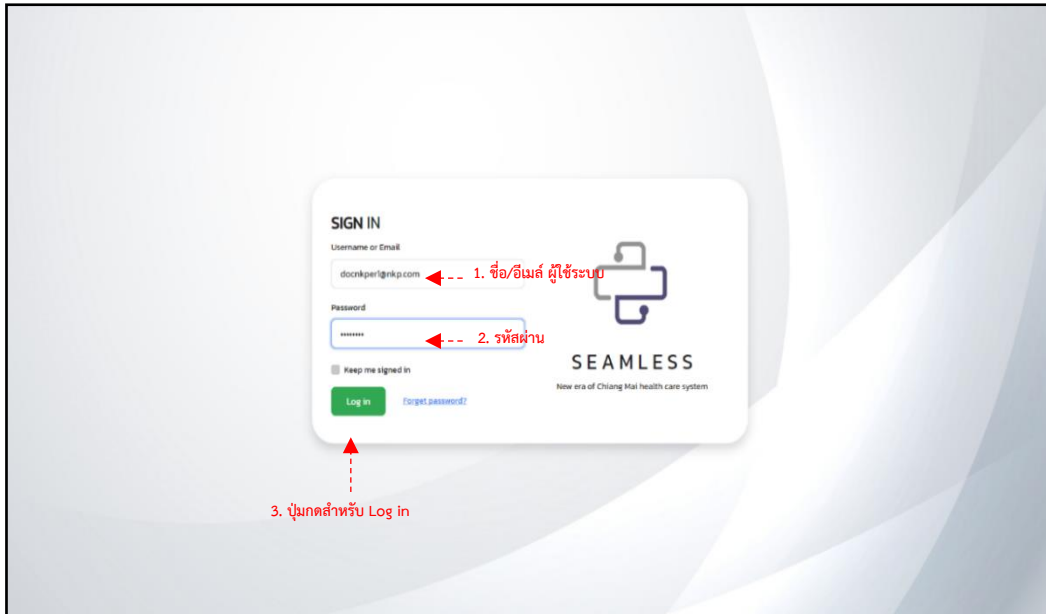 SIGN IN
Username or Email
docnkper1@nkp.com
1. ชื่อ/อีเมล์ ผู้ใช้ระบบ
Password
********
2. รหัสผ่าน
Keep me signed in
Log in
Forget password?
SEAMLESS
New era of Chiang Mai health care system
3. ปุ่มกดสำหรับ Log in